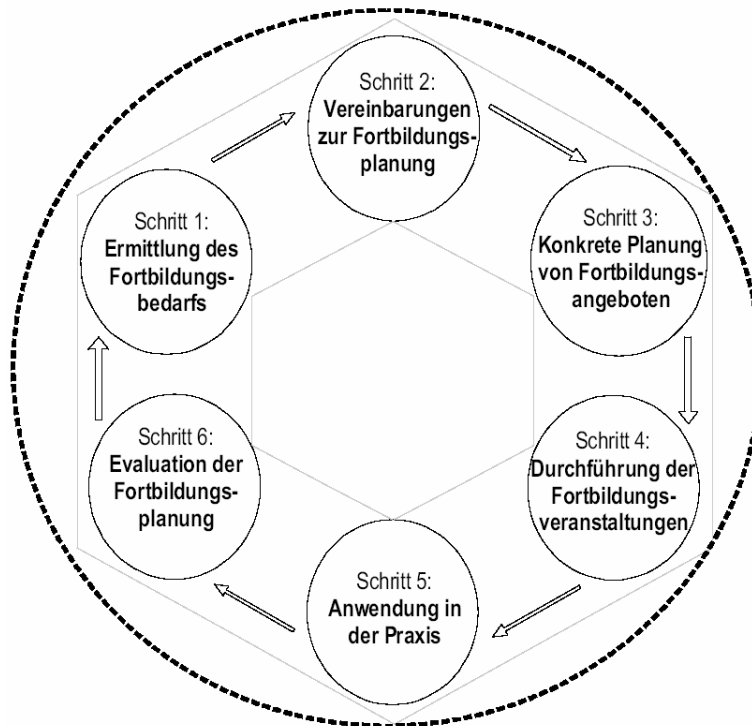 Schritt 1:
Ermittlung des
Fortbildungs-
bedarfs
Schritt 2:
Vereinbarungen
zur Fortbildungs-
planung
Schritt 3:
Konkrete Planung
von Fortbildungs-
angeboten
Schritt 4:
Durchführung der
Fortbildungs-
veranstaltungen
Schritt 5:
Anwendung in
der Praxis
Schritt 6:
Evaluation der
Fortbildungs-
planung